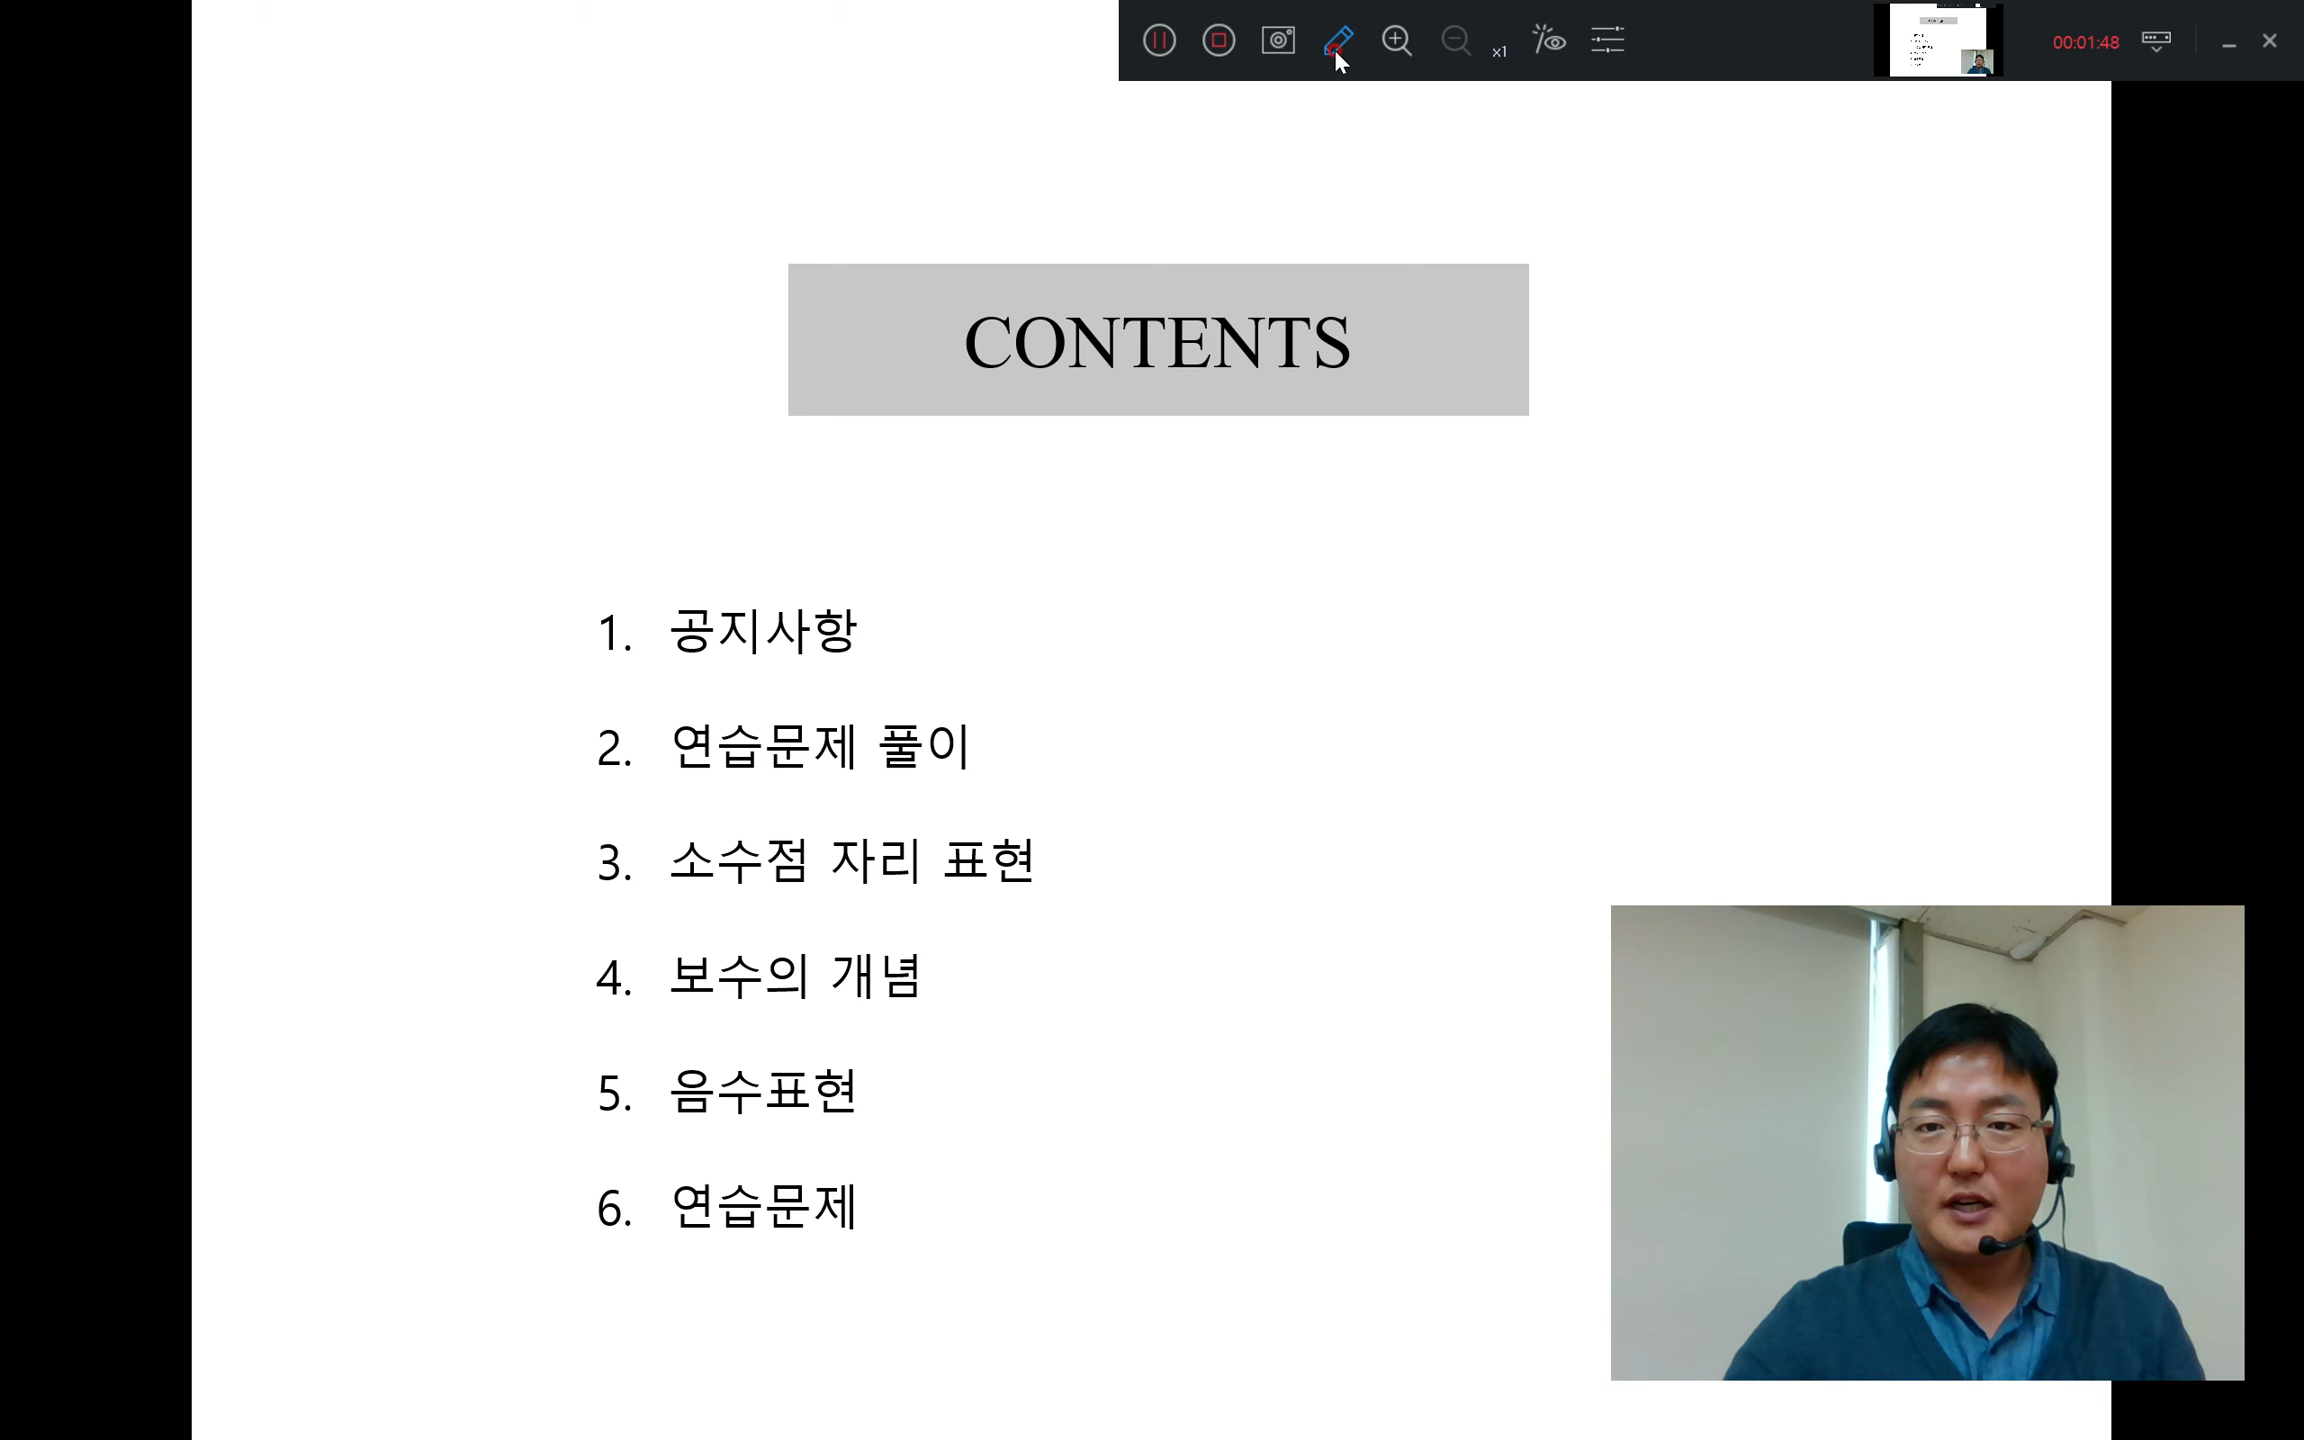 x1
00:01:48
CONTENTS
1. 공지사항
2. 연습문제 풀이
3. 소수점 자리 표현
4. 보수의 개념
5. 음수표현
6. 연습문제